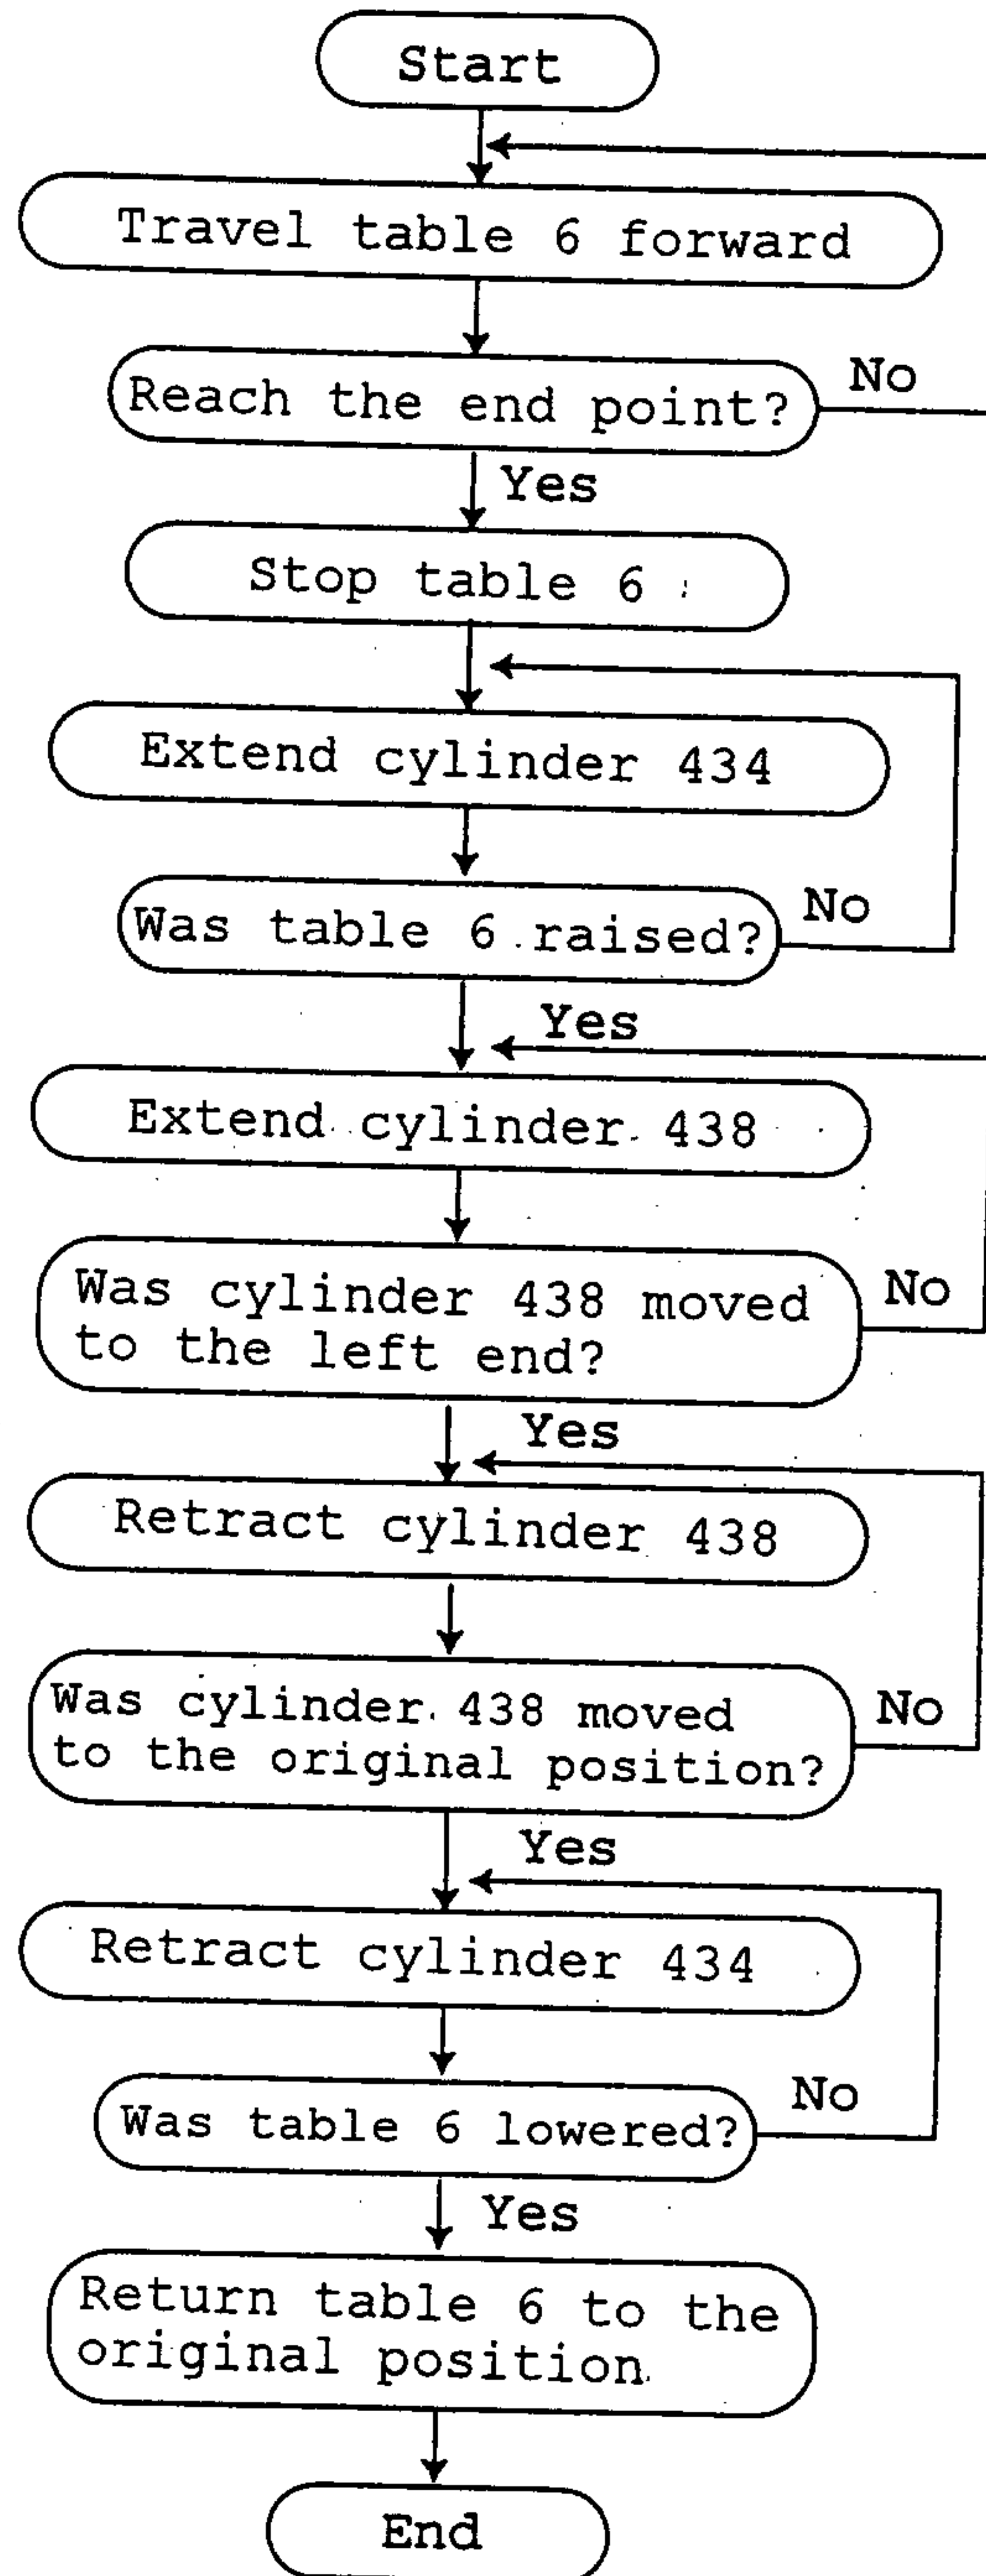 Start
Travel table 6 forward
Reach the end point?
No
Yes
Stop table 6
Extend cylinder 434
Was table 6 raised?
No
Yes
Extend cylinder 438
Was cylinder 438 moved
to the left end?
No
Yes
Retract cylinder 438
Was cylinder 438 moved
to the original position?
No
Yes
Retract cylinder 434
Was table 6 lowered?
No
Yes
Return table 6 to the
original position
End